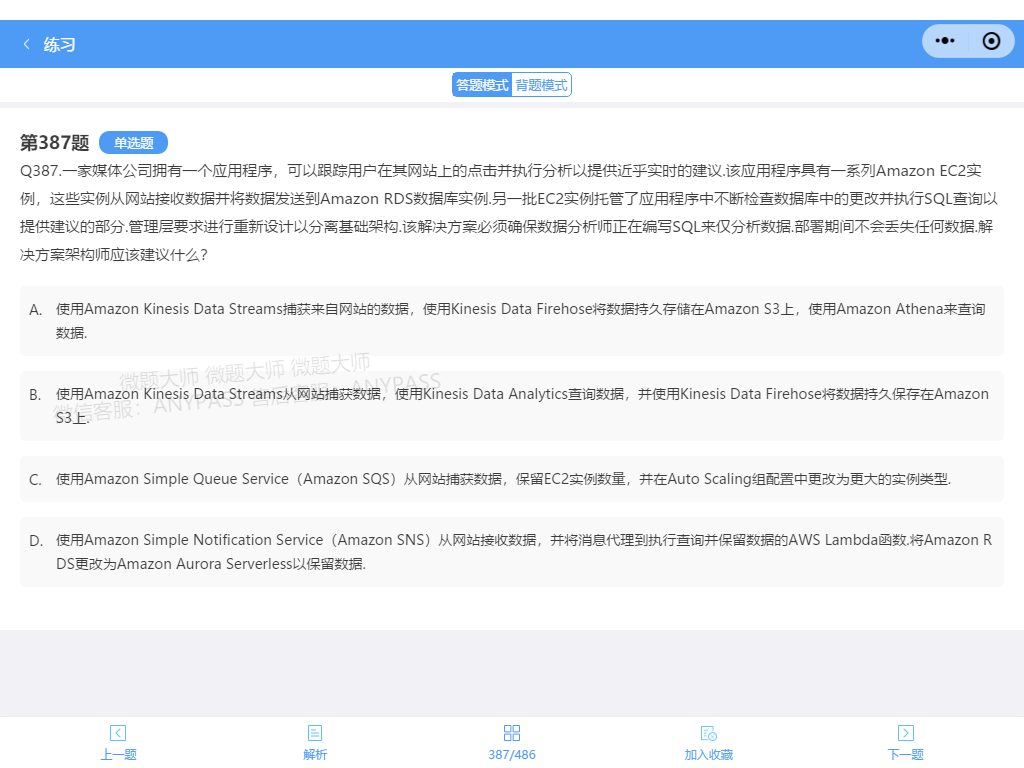 练习
答题模式 背题模式
第387题 单选题
Q387.一家媒体公司拥有一个应用程序，可以跟踪用户在其网站上的点击并执行分析以提供近乎实时的建议.该应用程序具有一系列Amazon EC2实
例，这些实例从网站接收数据并将数据发送到Amazon RDS数据库实例.另一批EC2实例托管了应用程序中不断检查数据库中的更改并执行SQL查询以
提供建议的部分.管理层要求进行重新设计以分离基础架构.该解决方案必须确保数据分析师正在编写SQL来仅分析数据.部署期间不会丢失任何数据.解
决方案架构师应该建议什么?
A. 使用Amazon Kinesis Data Streams捕获来自网站的数据，使用Kinesis Data Firehose将数据持久存储在Amazon S3上，使用Amazon Athena来查询
数据.
微题大师 微题大师 微题大师
微信客服：ANYPASS 售后客服：ANYPASS
B. 使用Amazon Kinesis Data Streams从网站捕获数据，使用Kinesis Data Analytics查询数据，并使用Kinesis Data Firehose将数据持久保存在Amazon
S3上.
C. 使用Amazon Simple Queue Service（Amazon SQS）从网站捕获数据，保留EC2实例数量，并在Auto Scaling组配置中更改为更大的实例类型.
D. 使用Amazon Simple Notification Service（Amazon SNS）从网站接收数据，并将消息代理到执行查询并保留数据的AWS Lambda函数.将Amazon R
DS更改为Amazon Aurora Serverless以保留数据.
上一题 解析 387/486 加入收藏 下一题